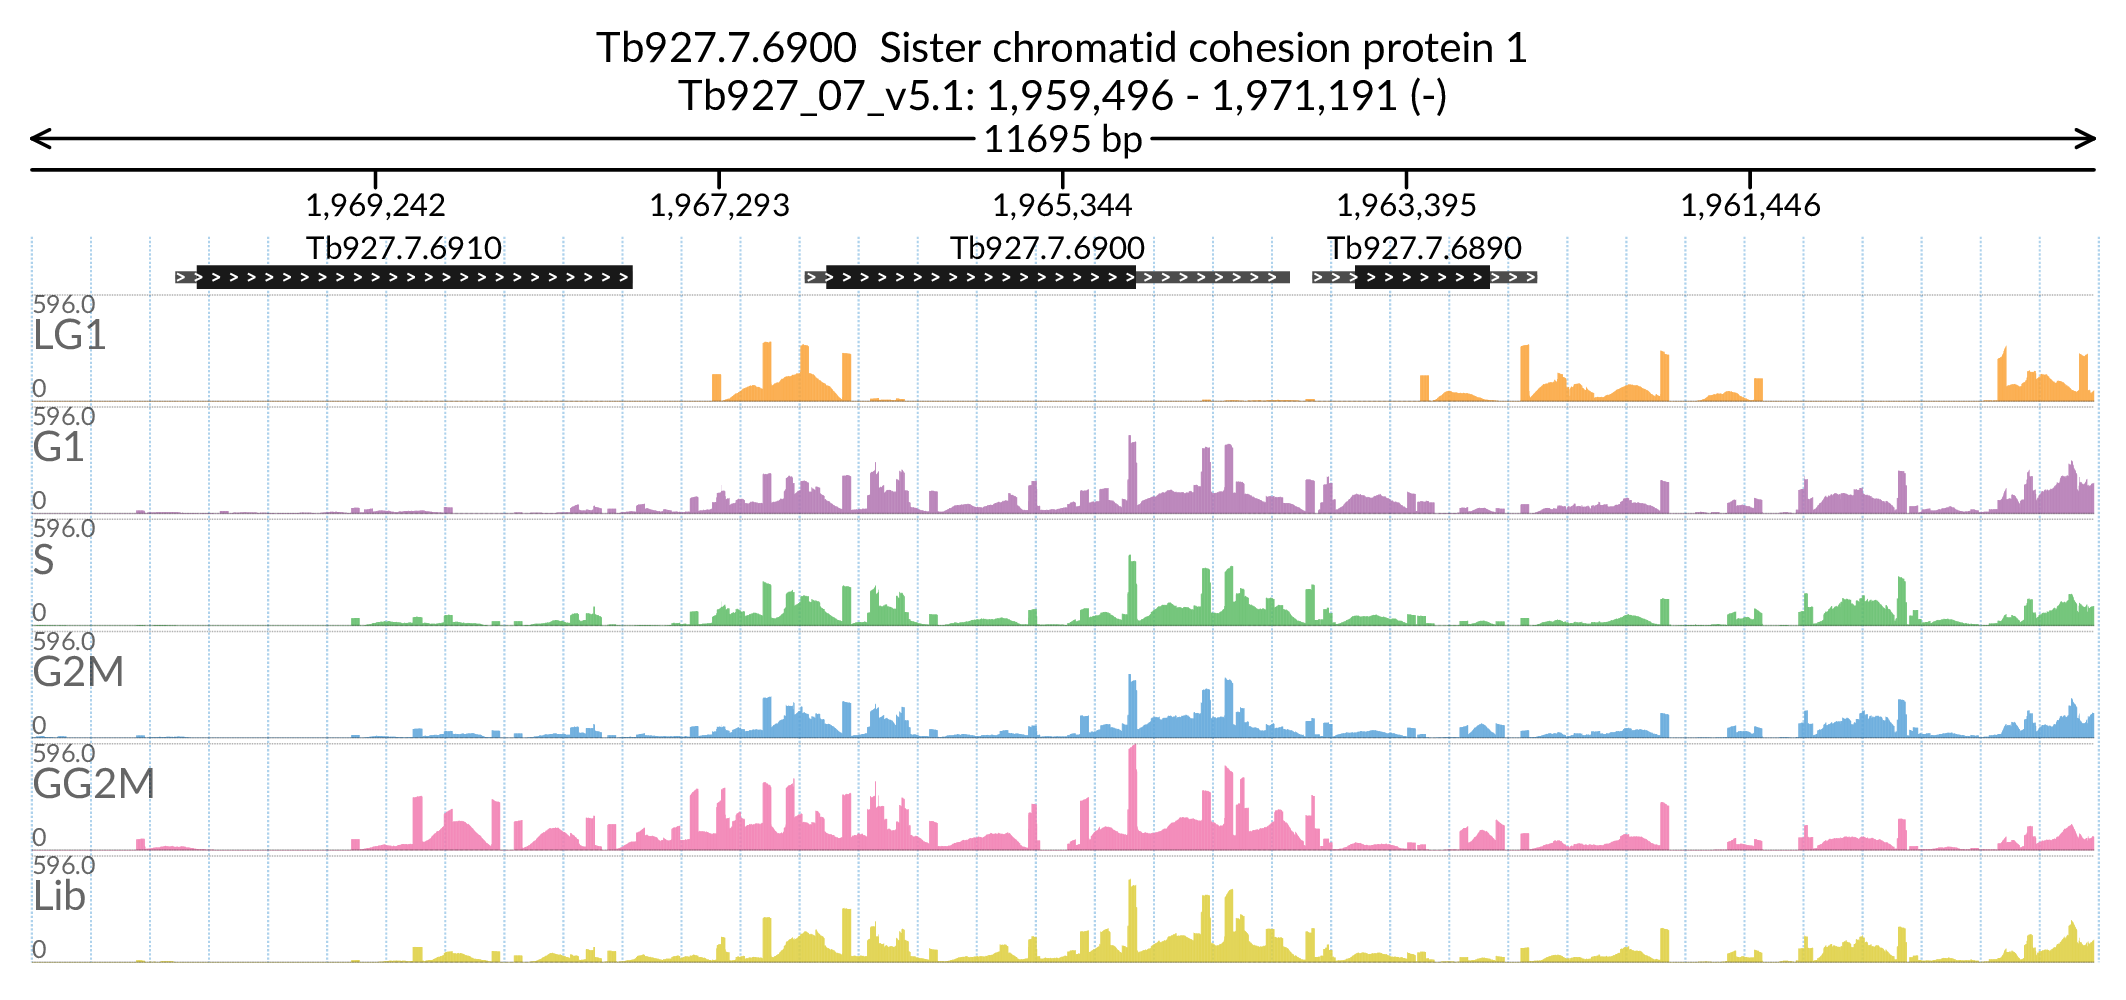 Tb927.7.6900 Sister chromatid cohesion protein 1
Tb927_07_v5.1: 1,959,496 - 1,971,191 (-)
11695 bp
1,969,242 1,967,293 1,965,344 1,963,395 1,961,446
Tb927.7.6910 Tb927.7.6900 Tb927.7.6890
596.0
LG1
0
596.0
G1
0
596.0
S
0
596.0
G2M
0
596.0
GG2M
0
596.0
Lib
0